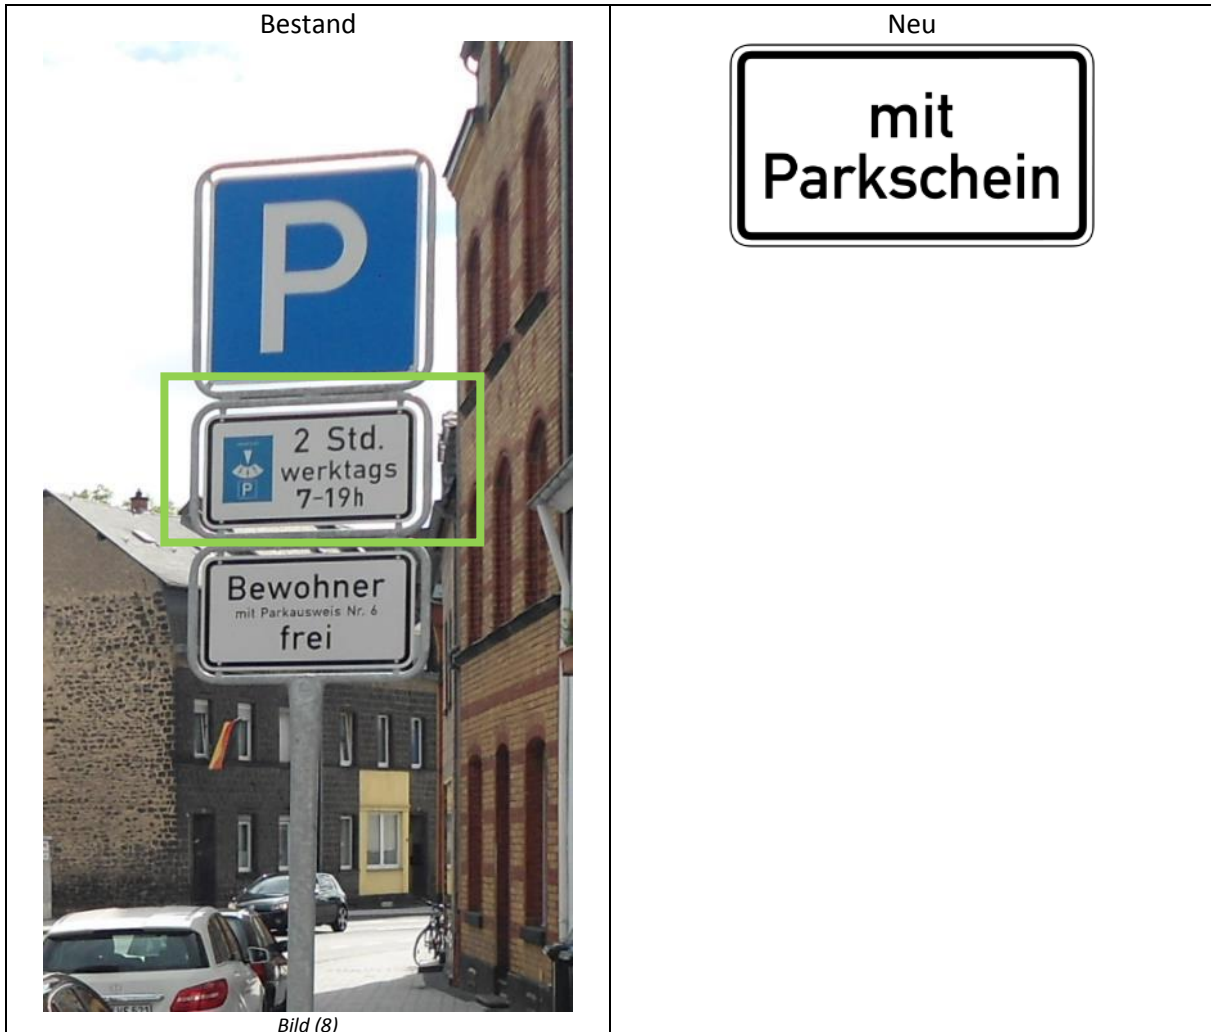 Bestand
Neu
P
2 Std.
werktags
7-19h
P
Bewohner
mit Parkausweis Nr. 6
frei
mit
Parkschein
Bild (8)